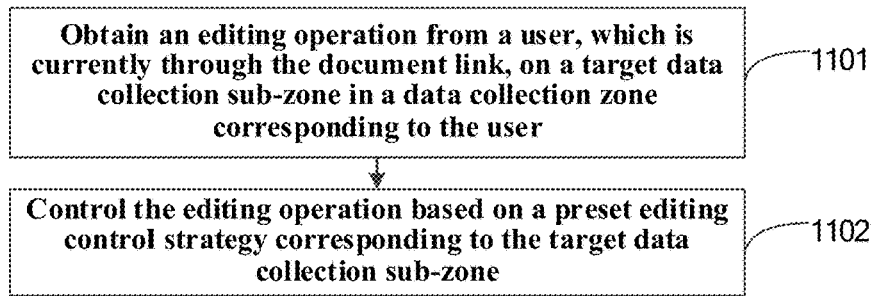 Obtain an editing operation from a user, which is
currently through the document link, on a target data
collection sub-zone in a data collection zone
corresponding to the user
1101
Control the editing operation based on a preset editing
control strategy corresponding to the target data
collection sub-zone
1102